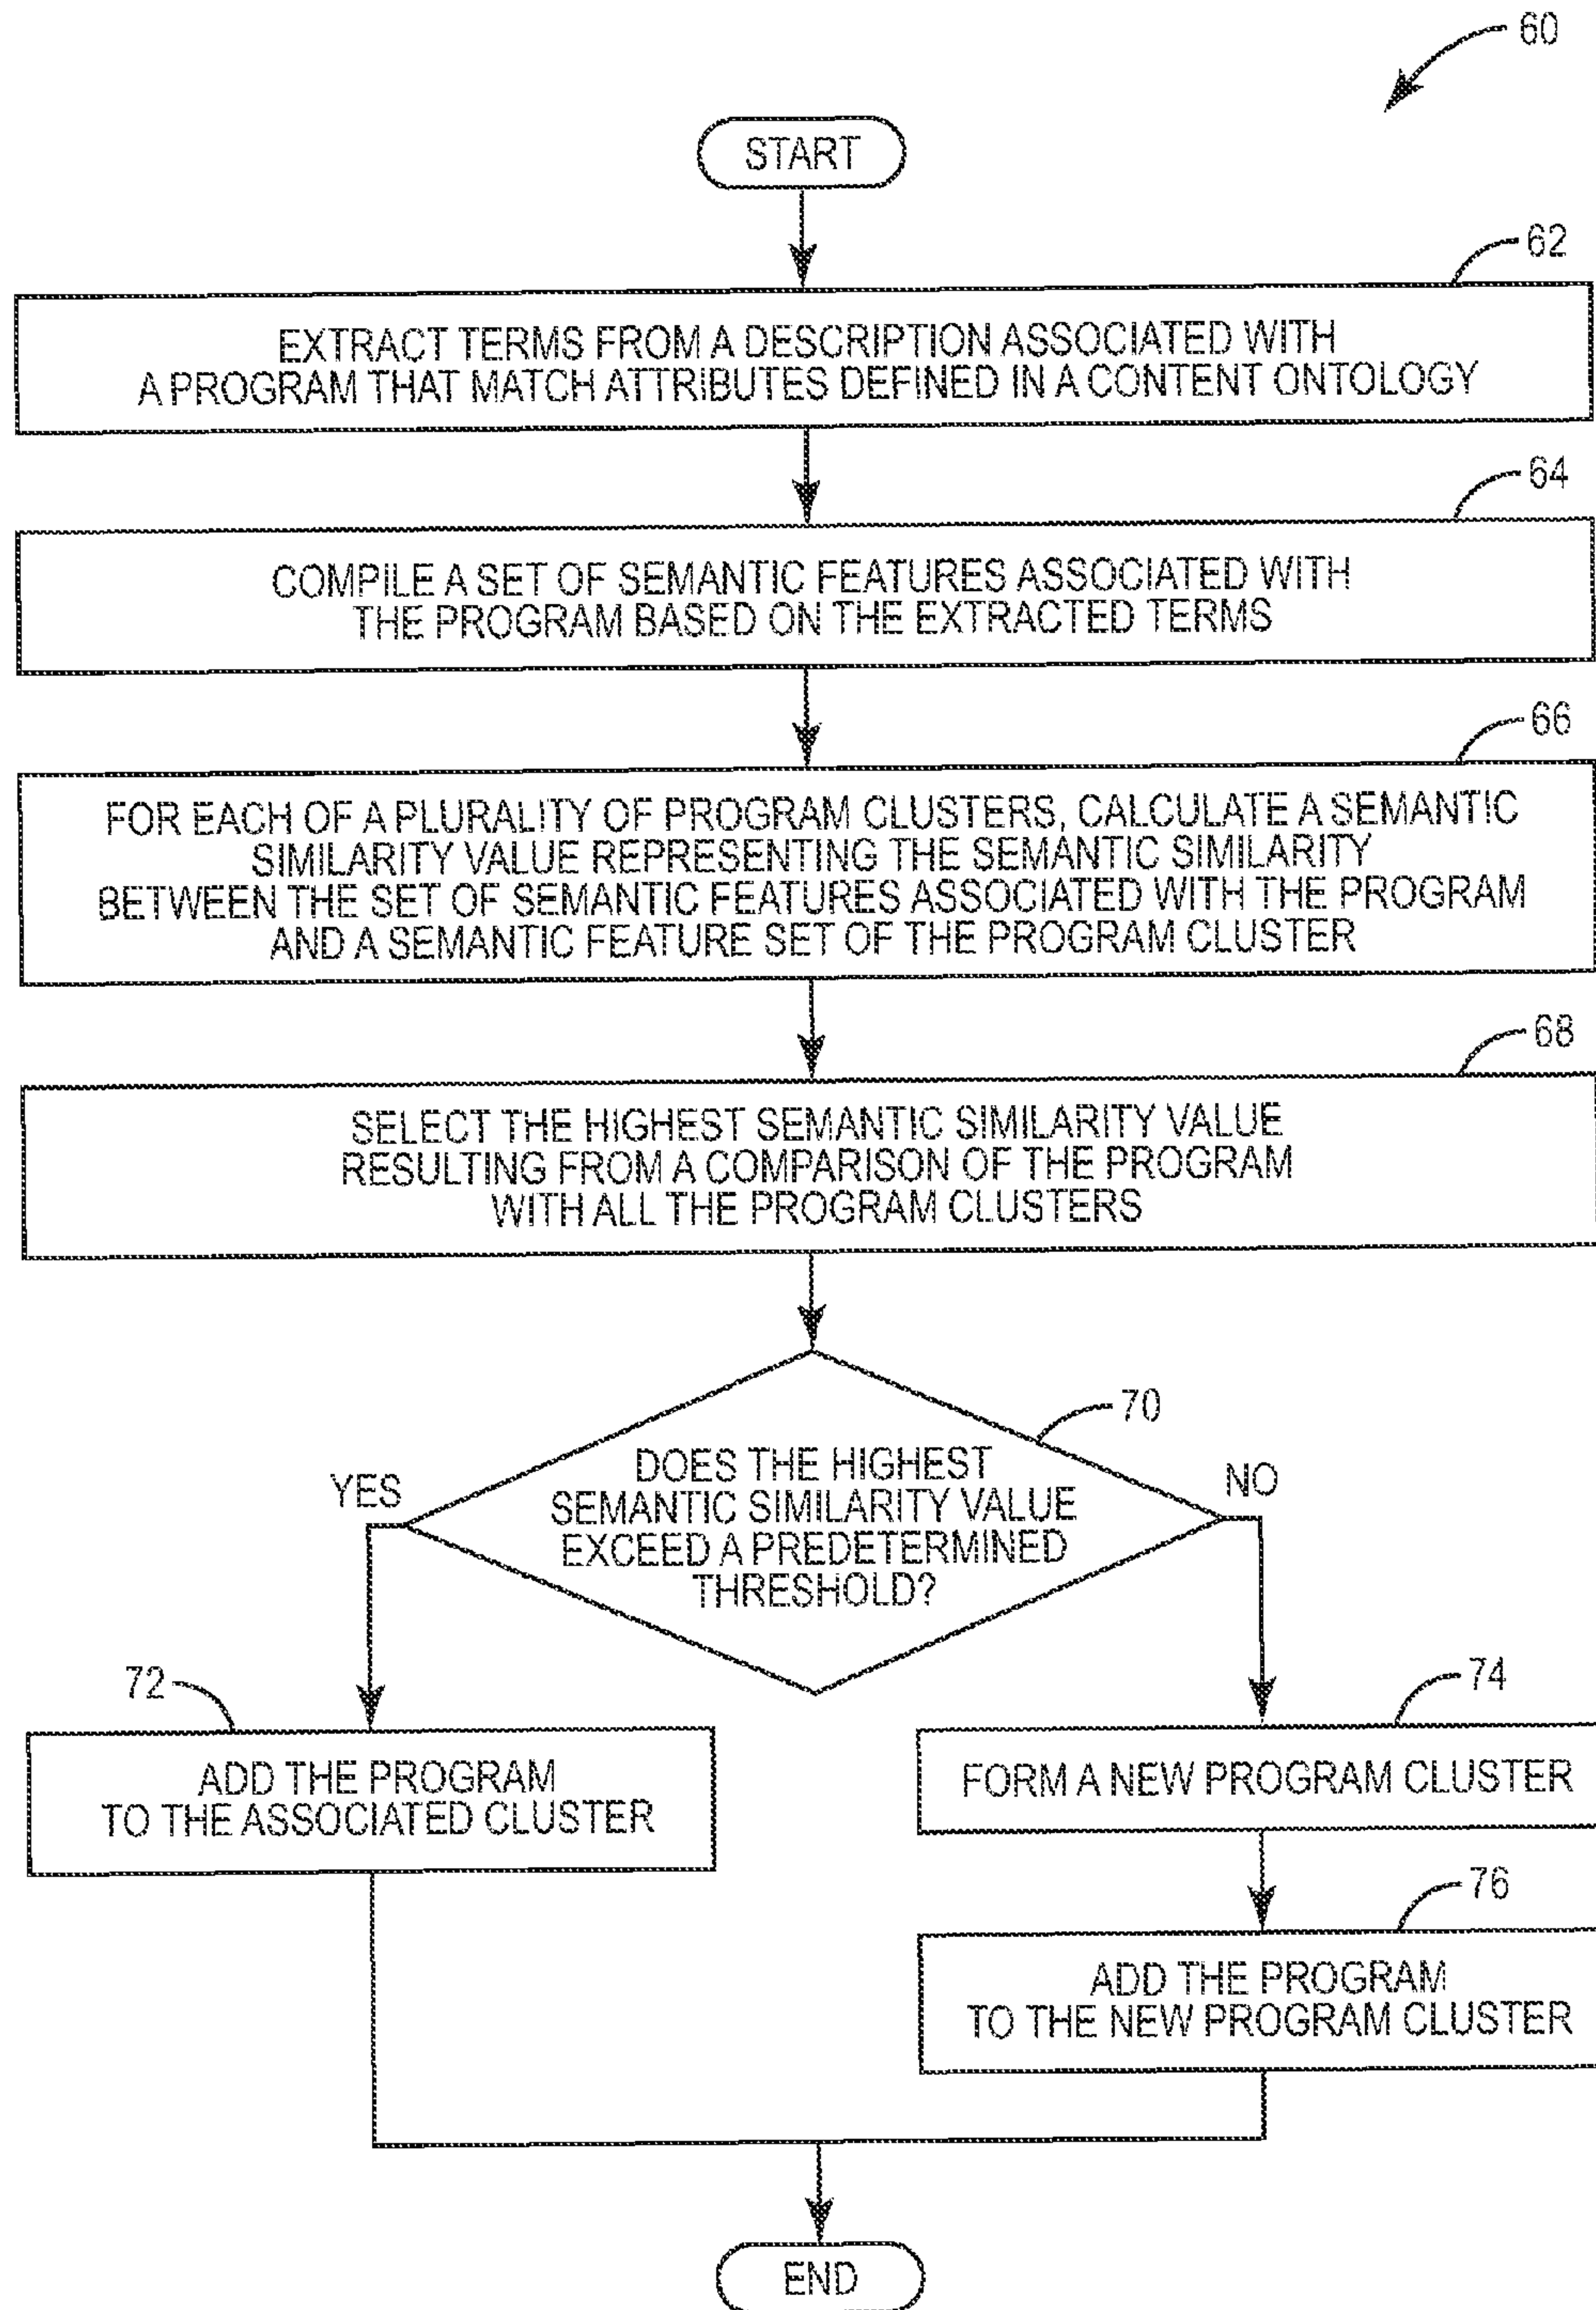 60
START
62
EXTRACT TERMS FROM A DESCRIPTION ASSOCIATED WITH
A PROGRAM THAT MATCH ATTRIBUTES DEFINED IN A CONTENT ONTOLOGY
64
COMPILE A SET OF SEMANTIC FEATURES ASSOCIATED WITH
THE PROGRAM BASED ON THE EXTRACTED TERMS
66
FOR EACH OF A PLURALITY OF PROGRAM CLUSTERS, CALCULATE A SEMANTIC
SIMILARITY VALUE REPRESENTING THE SEMANTIC SIMILARITY
BETWEEN THE SET OF SEMANTIC FEATURES ASSOCIATED WITH THE PROGRAM
AND A SEMANTIC FEATURE SET OF THE PROGRAM CLUSTER
68
SELECT THE HIGHEST SEMANTIC SIMILARITY VALUE
RESULTING FROM A COMPARISON OF THE PROGRAM
WITH ALL THE PROGRAM CLUSTERS
70
DOES THE HIGHEST
SEMANTIC SIMILARITY VALUE
EXCEED A PREDETERMINED
THRESHOLD?
YES
NO
72
ADD THE PROGRAM
TO THE ASSOCIATED CLUSTER
74
FORM A NEW PROGRAM CLUSTER
76
ADD THE PROGRAM
TO THE NEW PROGRAM CLUSTER
END